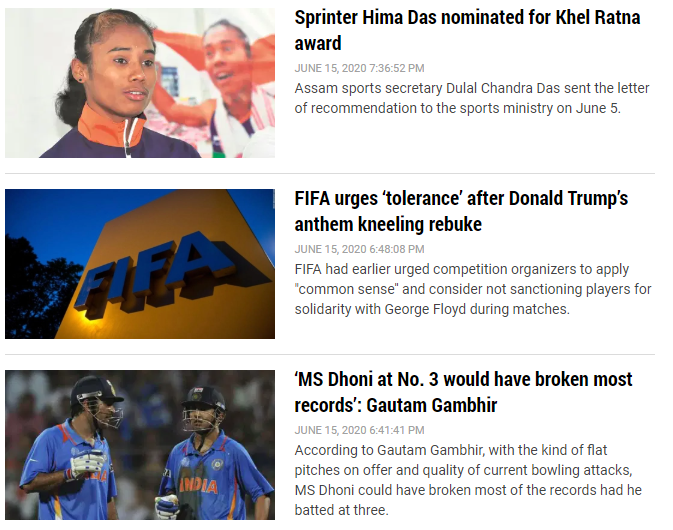 Sprinter Hima Das nominated for Khel Ratna
award
JUNE 15, 2020 7:36:52 PM
Assam sports secretary Dulal Chandra Das sent the letter
of recommendation to the sports ministry on June 5.
FIFA
FIFA urges ‘tolerance’ after Donald Trump’s
anthem kneeling rebuke
JUNE 15, 2020 6:48:08 PM
FIFA had earlier urged competition organizers to apply
"common sense" and consider not sanctioning players for
solidarity with George Floyd during matches.
INDIA
‘MS Dhoni at No. 3 would have broken most
records’: Gautam Gambhir
JUNE 15, 2020 6:41:41 PM
According to Gautam Gambhir, with the kind of flat
pitches on offer and quality of current bowling attacks,
MS Dhoni could have broken most of the records had he
batted at three.